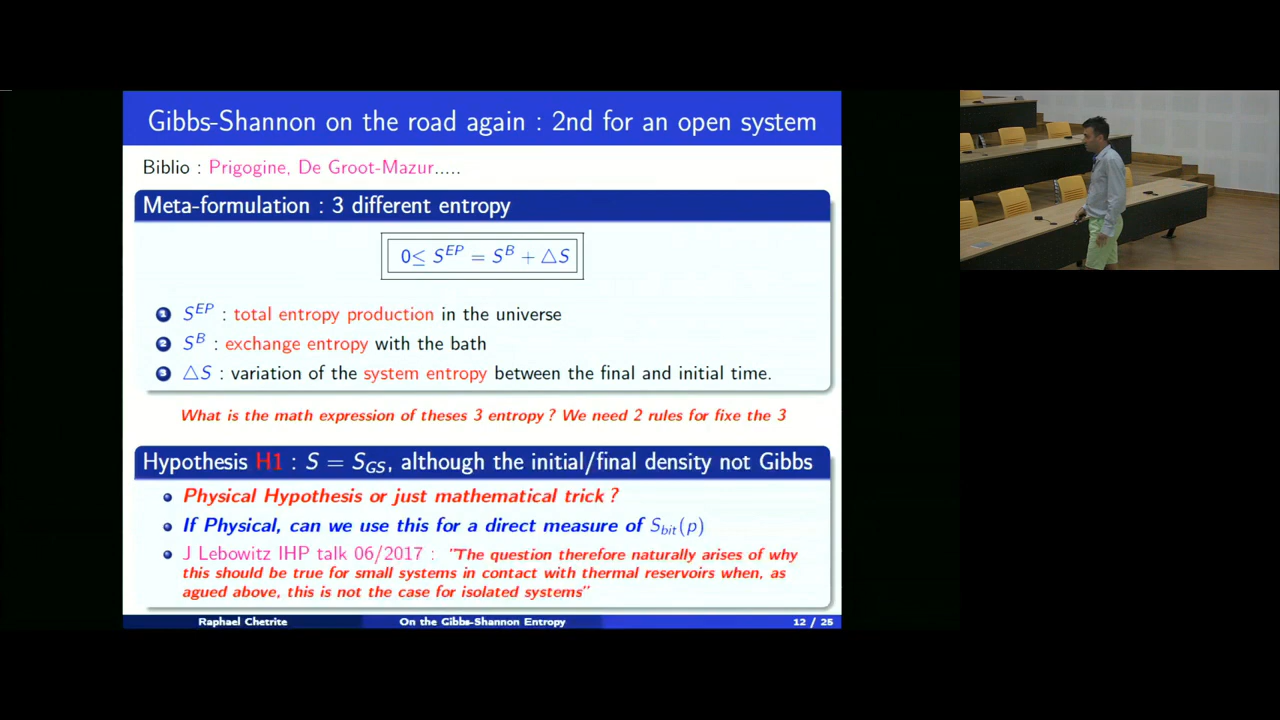 Gibbs-Shannon on the road again : 2nd for an open system
Biblio : Prigogine, De Groot-Mazur.....
Meta-formulation : 3 different entropy
0≤ S^{EP} = S^B + △S
1 S^{EP} : total entropy production in the universe
2 S^B : exchange entropy with the bath
3 △S : variation of the system entropy between the final and initial time.
What is the math expression of theses 3 entropy ? We need 2 rules for fixe the 3
Hypothesis H1 : S = S_{GS}, although the initial/final density not Gibbs
Physical Hypothesis or just mathematical trick ?
If Physical, can we use this for a direct measure of S_{bit}(p)
J Lebowitz IHP talk 06/2017 : "The question therefore naturally arises of why
this should be true for small systems in contact with thermal reservoirs when, as
agued above, this is not the case for isolated systems"
Raphael Chetrite On the Gibbs-Shannon Entropy 12 / 25